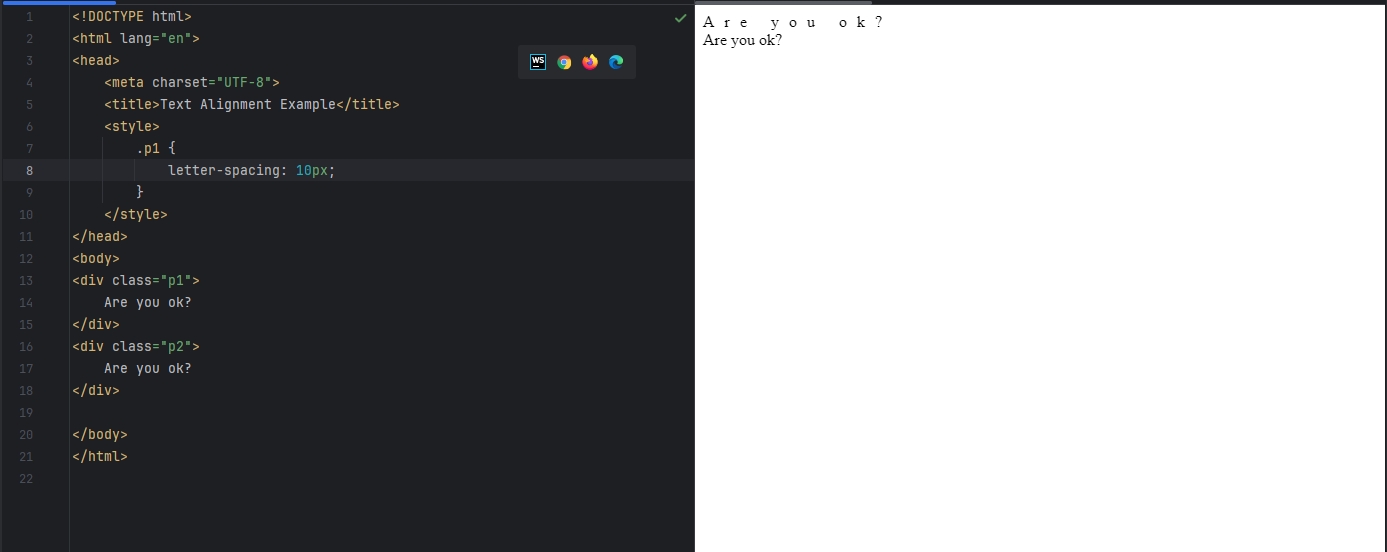 1 <!DOCTYPE html>
2 <html lang="en">
3 <head>
4     <meta charset="UTF-8">
5     <title>Text Alignment Example</title>
6     <style>
7         .p1 {
8             letter-spacing: 10px;
9         }
10     </style>
11 </head>
12 <body>
13 <div class="p1">
14     Are you ok?
15 </div>
16 <div class="p2">
17     Are you ok?
18 </div>
19
20 </body>
21 </html>
22
WS
A r e   y o u   o k ?
Are you ok?